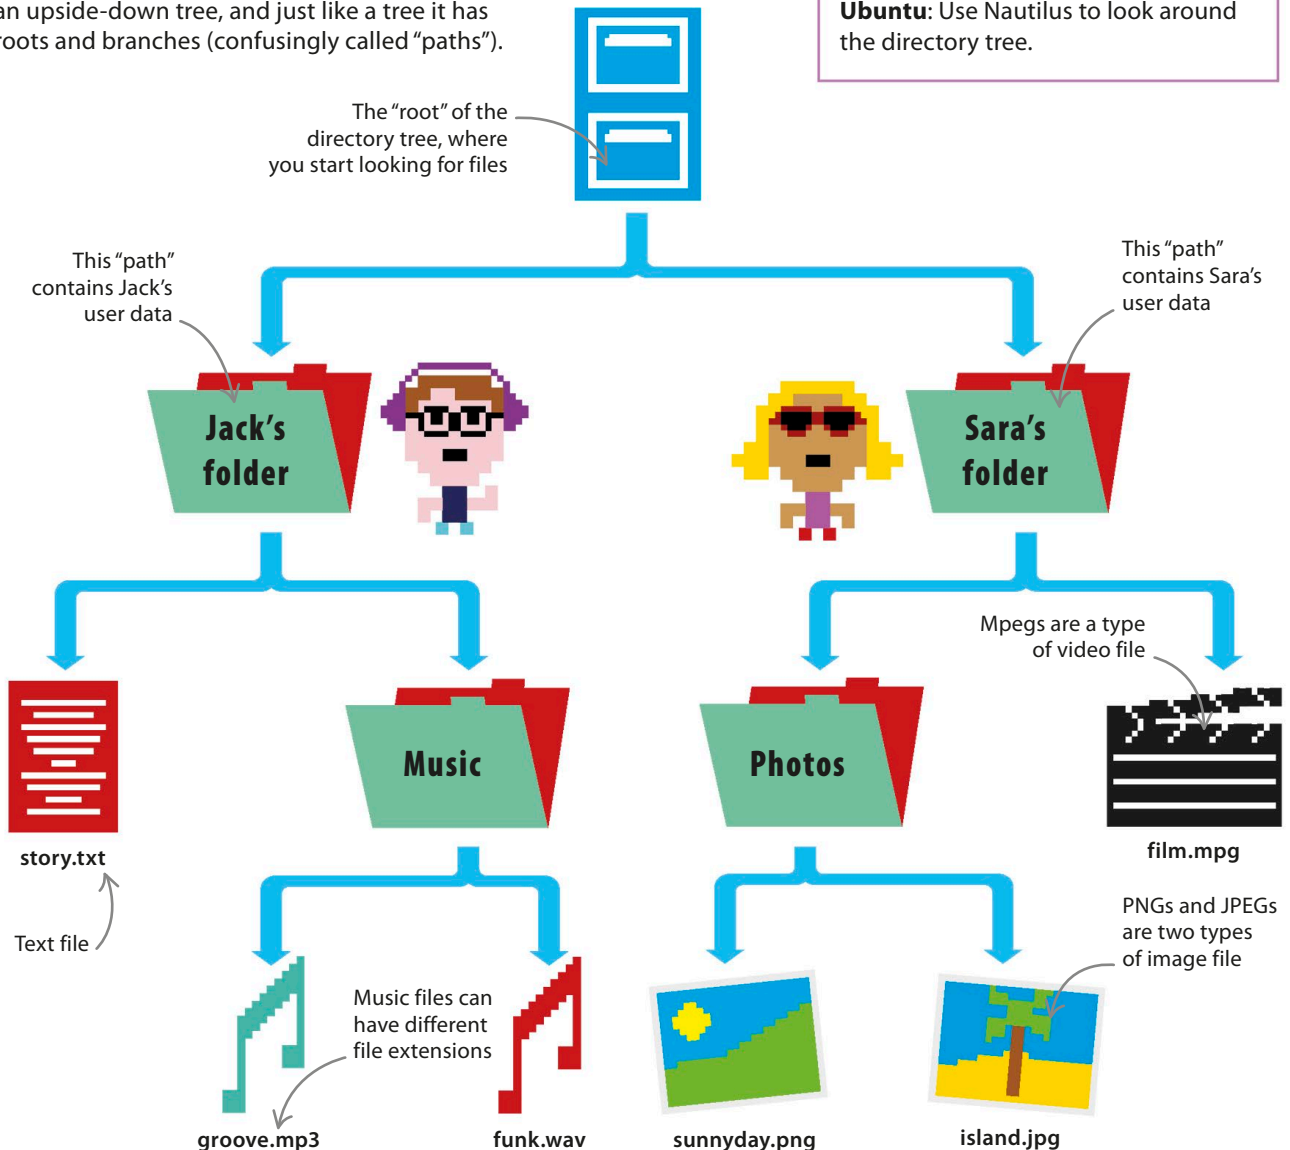 an upside-down tree, and just like a tree it has
roots and branches (confusingly called “paths”).
Ubuntu: Use Nautilus to look around
the directory tree.
The “root” of the
directory tree, where
you start looking for files
This “path”
contains Jack’s
user data
This “path”
contains Sara’s
user data
Jack’s
folder
Sara’s
folder
Mpegs are a type
of video file
Music
Photos
story.txt
film.mpg
Text file
PNGs and JPEGs
are two types
of image file
Music files can
have different
file extensions
groove.mp3
funk.wav
sunnyday.png
island.jpg